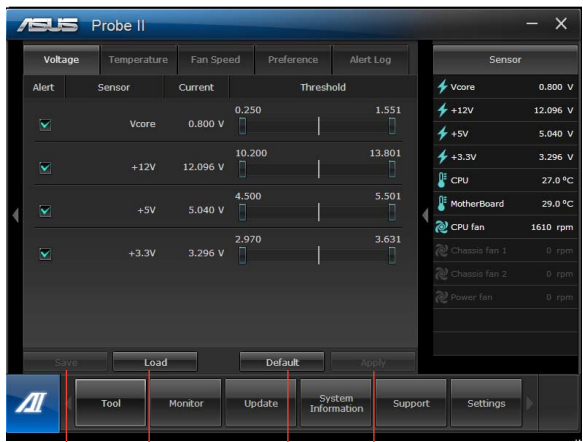 ASUS Probe II
Voltage Temperature Fan Speed Preference Alert Log
Alert Sensor Current Threshold
0.250 1.551
Vcore 0.800 V
10.200 13.801
+12V 12.096 V
4.500 5.501
+5V 5.040 V
2.970 3.631
+3.3V 3.296 V
Save Load Default Apply
Sensor
Vcore 0.800 V
+12V 12.096 V
+5V 5.040 V
+3.3V 3.296 V
CPU 27.0 ºC
MotherBoard 29.0 ºC
CPU fan 1610 rpm
Chassis fan 1 0 rpm
Chassis fan 2 0 rpm
Power fan 0 rpm
AI Tool Monitor Update System Information Support Settings